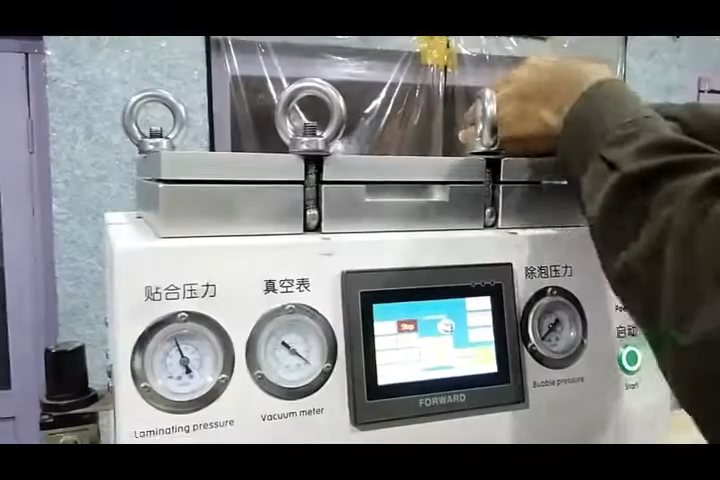 贴合压力
真空表
除泡压力
启动
Stop
FORWARD
Laminating pressure
Vacuum meter
Bubble pressure
Start